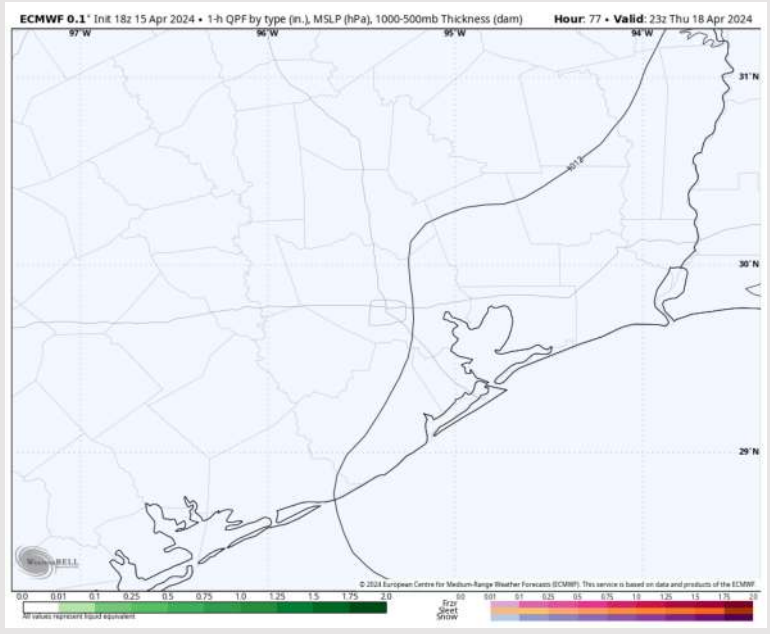 ECMWF 0.1° Init 18z 15 Apr 2024 • 1-h QPF by type (in.), MSLP (hPa), 1000-500mb Thickness (dam) Hour: 77 • Valid: 23z Thu 18 Apr 2024
97°W 96°W 95°W 94°W
31°N
1012
30°N
29°N
WeatherBELL
© 2024 European Centre for Medium-Range Weather Forecasts (ECMWF). This service is based on data and products of the ECMWF
0.0 0.01 0.1 0.25 0.5 0.75 1.0 1.25 1.5 1.75 2.0
0.0 0.01 0.1 0.25 0.5 0.75 1.0 1.25 1.5 1.75 2.0
Frzr
Sleet
Snow
All values represent liquid equivalent